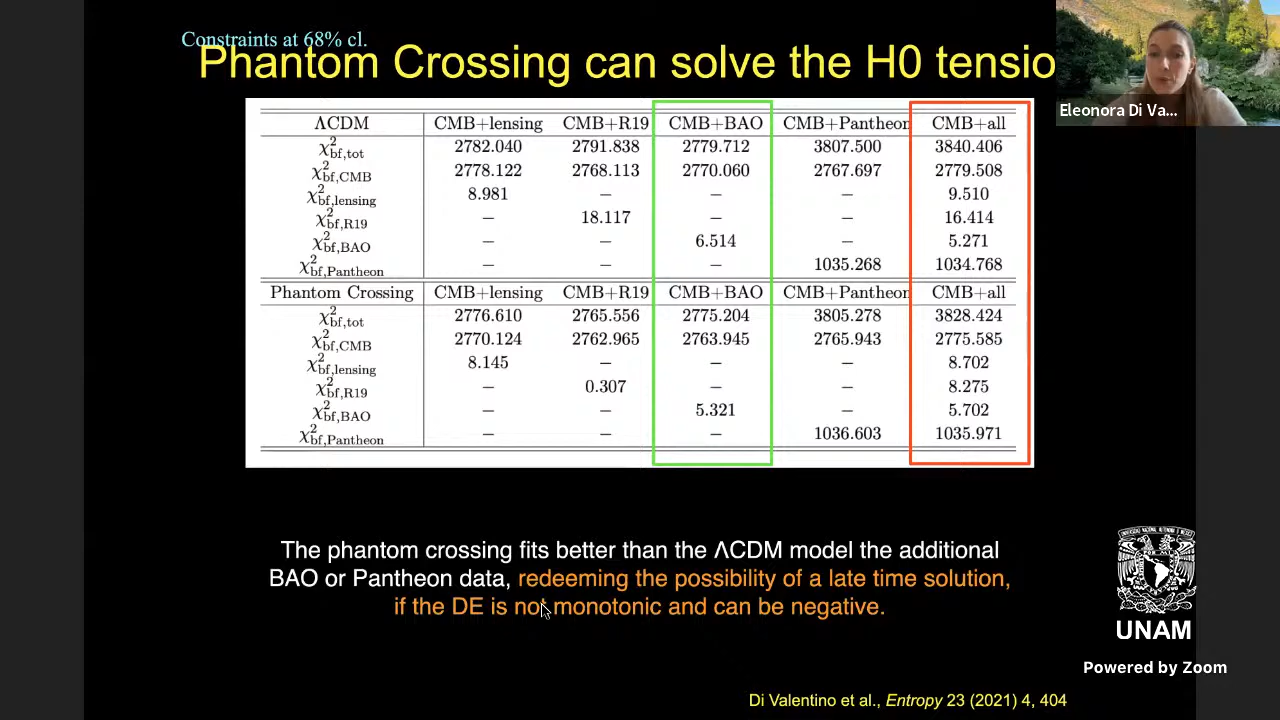 Constraints at 68% cl.
Phantom Crossing can solve the H0 tensio
Eleonora Di Va...
ΛCDM CMB+lensing CMB+R19 CMB+BAO CMB+Pantheon CMB+all
χ²bf,tot 2782.040 2791.838 2779.712 3807.500 3840.406
χ²bf,CMB 2778.122 2768.113 2770.060 2767.697 2779.508
χ²bf,lensing 8.981 – – – 9.510
χ²bf,R19 – 18.117 – – 16.414
χ²bf,BAO – – 6.514 – 5.271
χ²bf,Pantheon – – – 1035.268 1034.768
Phantom Crossing CMB+lensing CMB+R19 CMB+BAO CMB+Pantheon CMB+all
χ²bf,tot 2776.610 2765.556 2775.204 3805.278 3828.424
χ²bf,CMB 2770.124 2762.965 2763.945 2765.943 2775.585
χ²bf,lensing 8.145 – – – 8.702
χ²bf,R19 – 0.307 – – 8.275
χ²bf,BAO – – 5.321 – 5.702
χ²bf,Pantheon – – – 1036.603 1035.971
The phantom crossing fits better than the ΛCDM model the additional
BAO or Pantheon data, redeeming the possibility of a late time solution,
if the DE is not monotonic and can be negative.
UNAM
Powered by Zoom
Di Valentino et al., Entropy 23 (2021) 4, 404